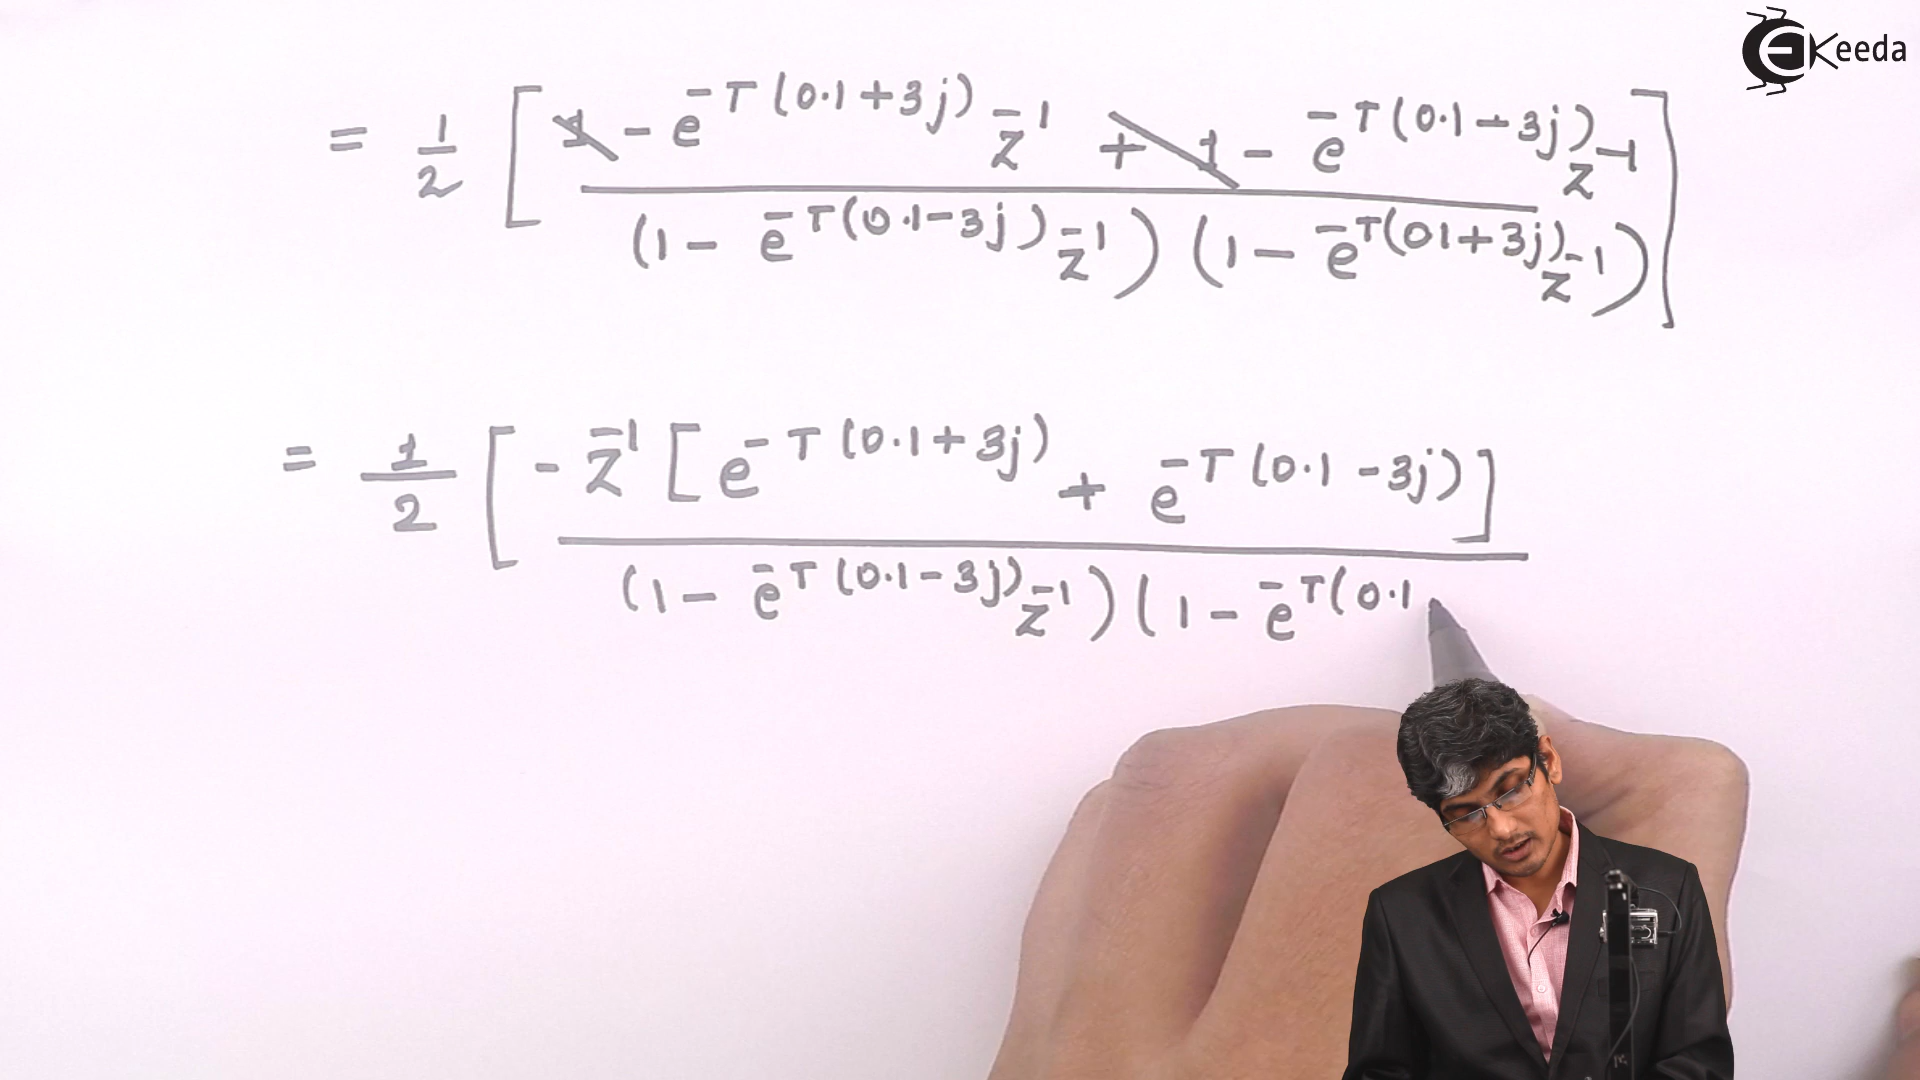 EKeeda
= 1/2 [ 1 - e^{-T(0.1+3j)} z^{-1} + 1 - e^{-T(0.1-3j)} z^{-1} ]
(1 - e^{-T(0.1-3j)} z^{-1}) (1 - e^{-T(01+3j)} z^{-1})
= 1/2 [ - z^{-1} [ e^{-T(0.1+3j)} + e^{-T(0.1-3j)} ]
(1 - e^{-T(0.1-3j)} z^{-1}) (1 - e^{-T(0.1